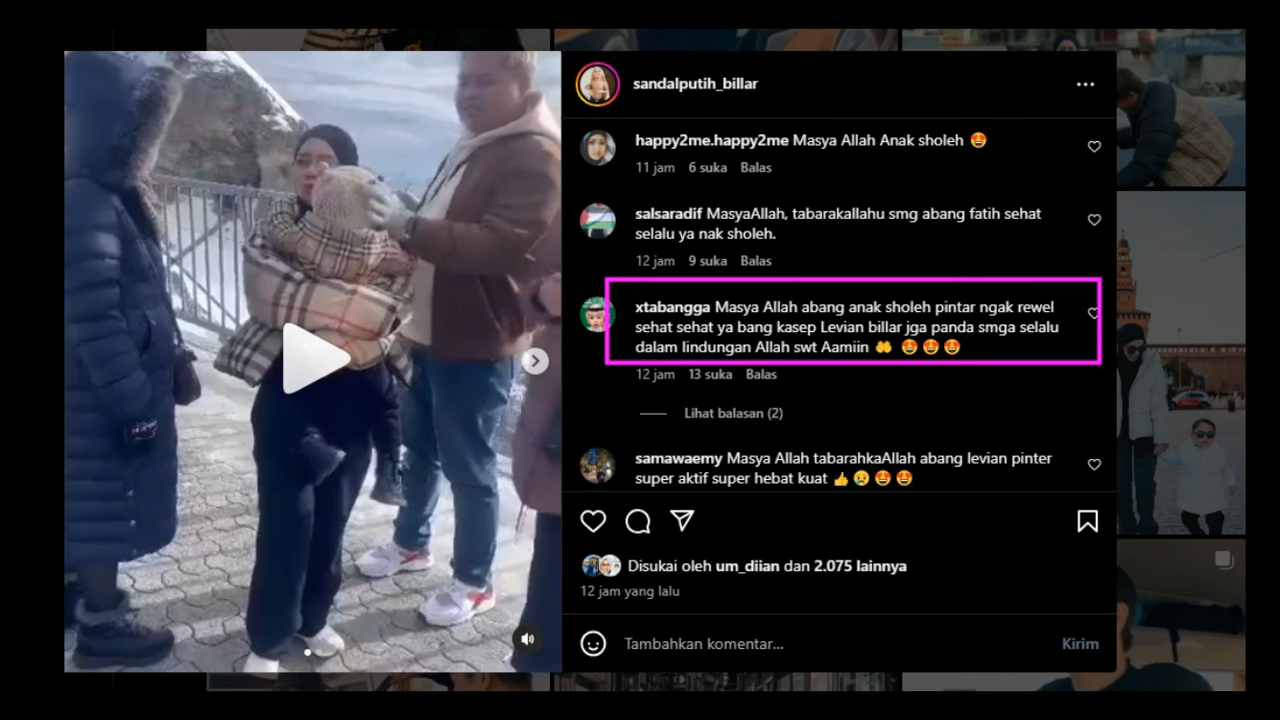 sandalputih_billar
happy2me.happy2me Masya Allah Anak sholeh 😍
11 jam 6 suka Balas
salsaradif MasyaAllah, tabarakallahu smg abang fatih sehat
selalu ya nak sholeh.
12 jam 9 suka Balas
xtabangga Masya Allah abang anak sholeh pintar ngak rewel
sehat sehat ya bang kasep Levian billar jga panda smga selalu
dalam lindungan Allah swt Aamiin 🤲 😍😍😍
12 jam 13 suka Balas
Lihat balasan (2)
samawaemy Masya Allah tabarahkaAllah abang levian pinter
super aktif super hebat kuat 👍😢😍😍
Disukai oleh um_diian dan 2.075 lainnya
12 jam yang lalu
Tambahkan komentar... Kirim